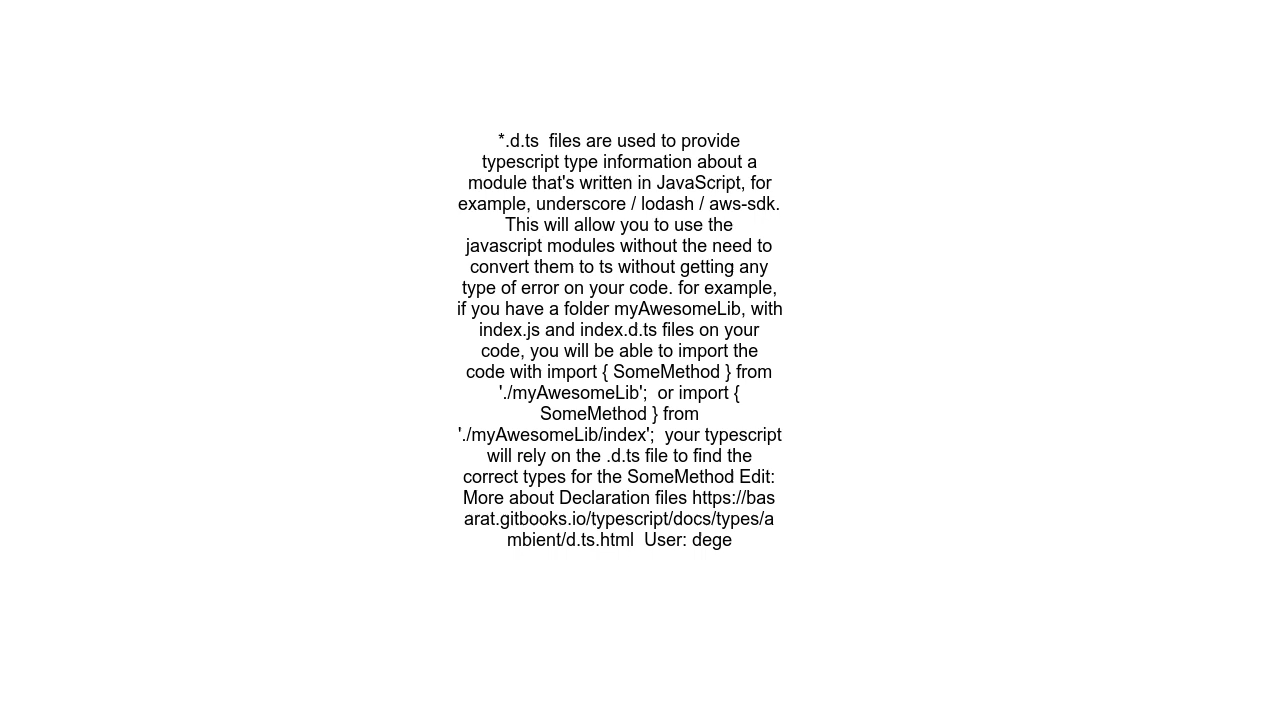 *.d.ts  files are used to provide
typescript type information about a
module that's written in JavaScript, for
example, underscore / lodash / aws-sdk.
This will allow you to use the
javascript modules without the need to
convert them to ts without getting any
type of error on your code. for example,
if you have a folder myAwesomeLib, with
index.js and index.d.ts files on your
code, you will be able to import the
code with import { SomeMethod } from
'./myAwesomeLib';  or import {
SomeMethod } from
'./myAwesomeLib/index';  your typescript
will rely on the .d.ts file to find the
correct types for the SomeMethod Edit:
More about Declaration files https://bas
arat.gitbooks.io/typescript/docs/types/a
mbient/d.ts.html  User: dege